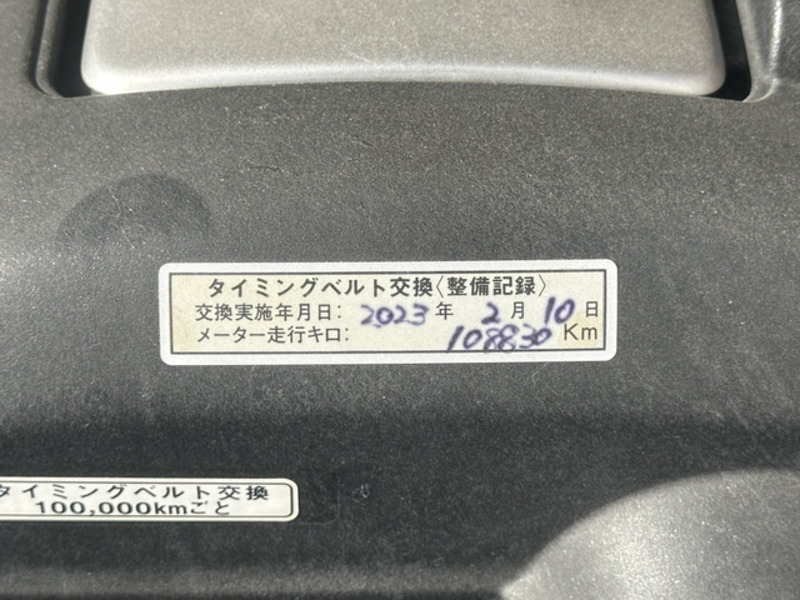 タイミングベルト交換〈整備記録〉
交換実施年月日: 2023 年 2 月 10 日
メーター走行キロ: 108830 Km
タイミングベルト交換
100,000kmごと